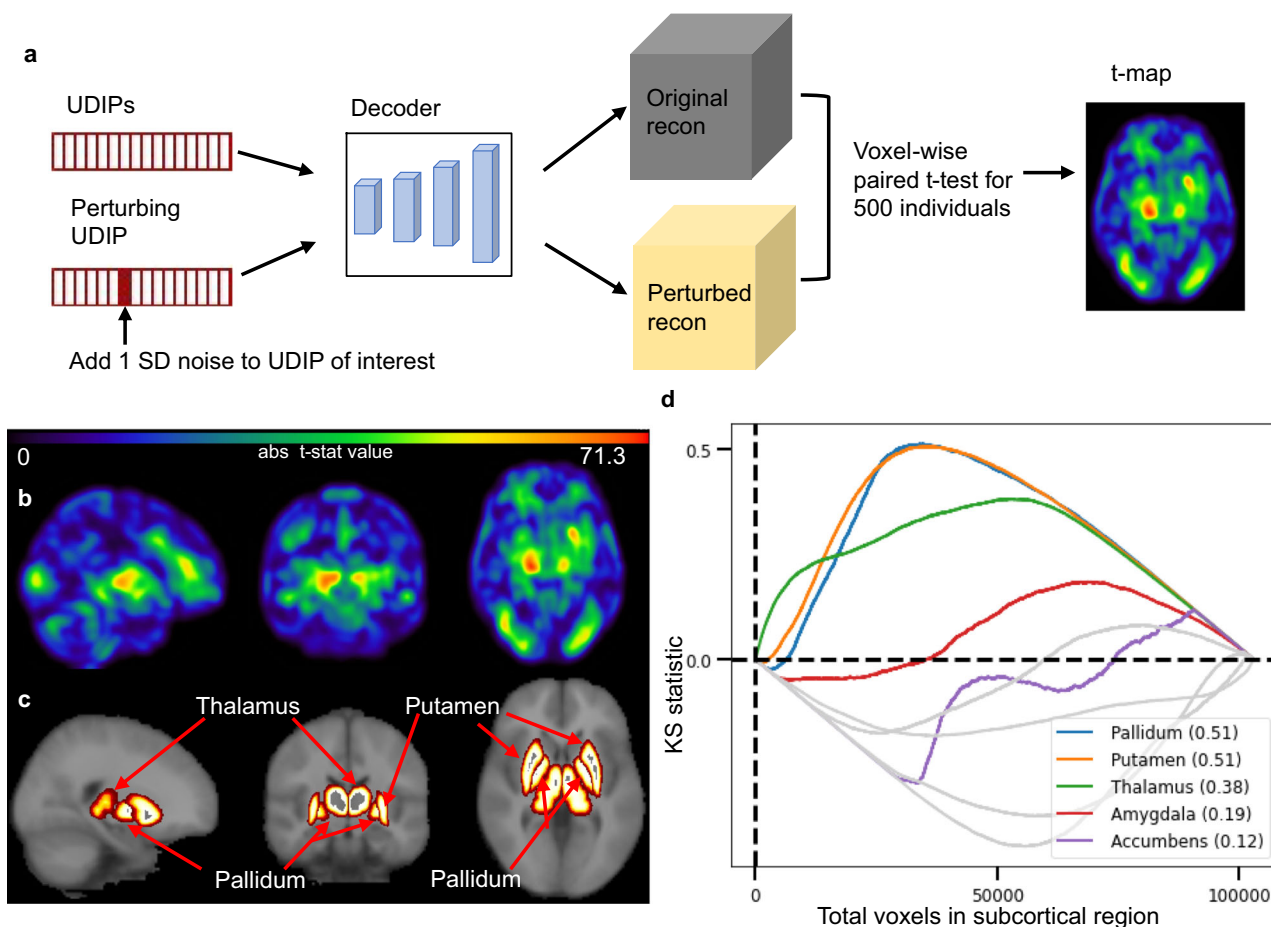 a
UDIPs
Perturbing
UDIP
Add 1 SD noise to UDIP of interest
Decoder
Original
recon
Perturbed
recon
Voxel-wise
paired t-test for
500 individuals
t-map
0
abs t-stat value
71.3
b
c
Thalamus
Putamen
Pallidum
Pallidum
d
0.5
0.0
KS statistic
Pallidum (0.51)
Putamen (0.51)
Thalamus (0.38)
Amygdala (0.19)
Accumbens (0.12)
0
50000
100000
Total voxels in subcortical region